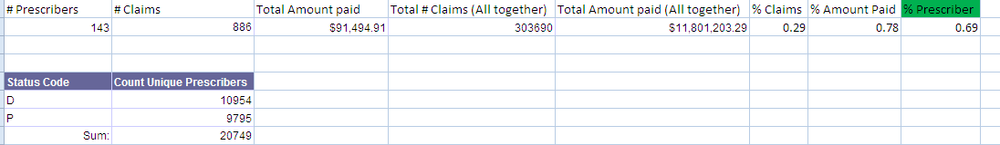 # Prescribers # Claims Total Amount paid Total # Claims (All together) Total Amount paid (All together) % Claims % Amount Paid % Prescriber
143 886 $91,494.91 303690 $11,801,203.29 0.29 0.78 0.69
Status Code Count Unique Prescribers
D 10954
P 9795
Sum: 20749